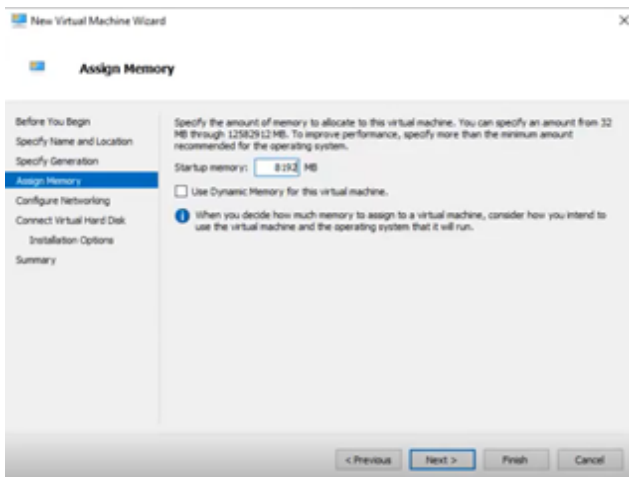 New Virtual Machine Wizard
Assign Memory
Before You Begin
Specify Name and Location
Specify Generation
Assign Memory
Configure Networking
Connect Virtual Hard Disk
Installation Options
Summary
Specify the amount of memory to allocate to this virtual machine. You can specify an amount from 32
MB through 12582912 MB. To improve performance, specify more than the minimum amount
recommended for the operating system.
Startup memory: 8192 MB
Use Dynamic Memory for this virtual machine.
When you decide how much memory to assign to a virtual machine, consider how you intend to
use the virtual machine and the operating system that it will run.
< Previous Next > Finish Cancel